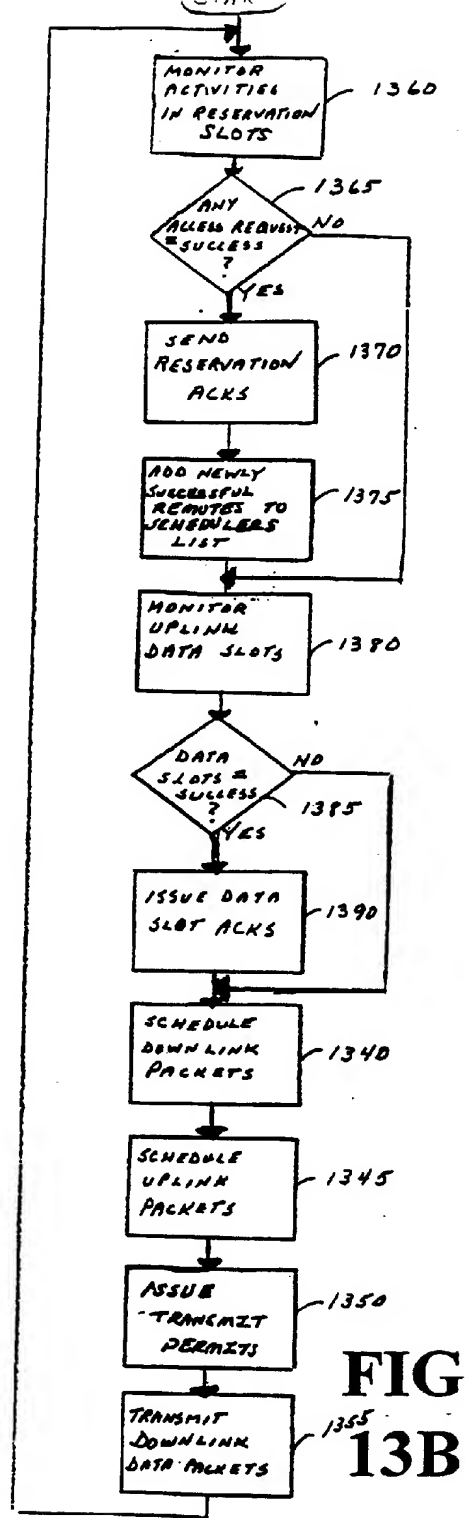 START
MONITOR
ACTIVITIES
IN RESERVATION
SLOTS
1360
ANY
ACCESS REQUEST
= SUCCESS
?
1365
NO
YES
SEND
RESERVATION
ACKS
1370
ADD NEWLY
SUCCESSFUL
REMOTES TO
SCHEDULERS
LIST
1375
MONITOR
UPLINK
DATA SLOTS
1380
DATA
SLOTS =
SUCCESS
?
NO
1385
YES
ISSUE DATA
SLOT ACKS
1390
SCHEDULE
DOWNLINK
PACKETS
1340
SCHEDULE
UPLINK
PACKETS
1345
ISSUE
TRANSMIT
PERMITS
1350
TRANSMIT
DOWNLINK
DATA PACKETS
1355
FIG
13B